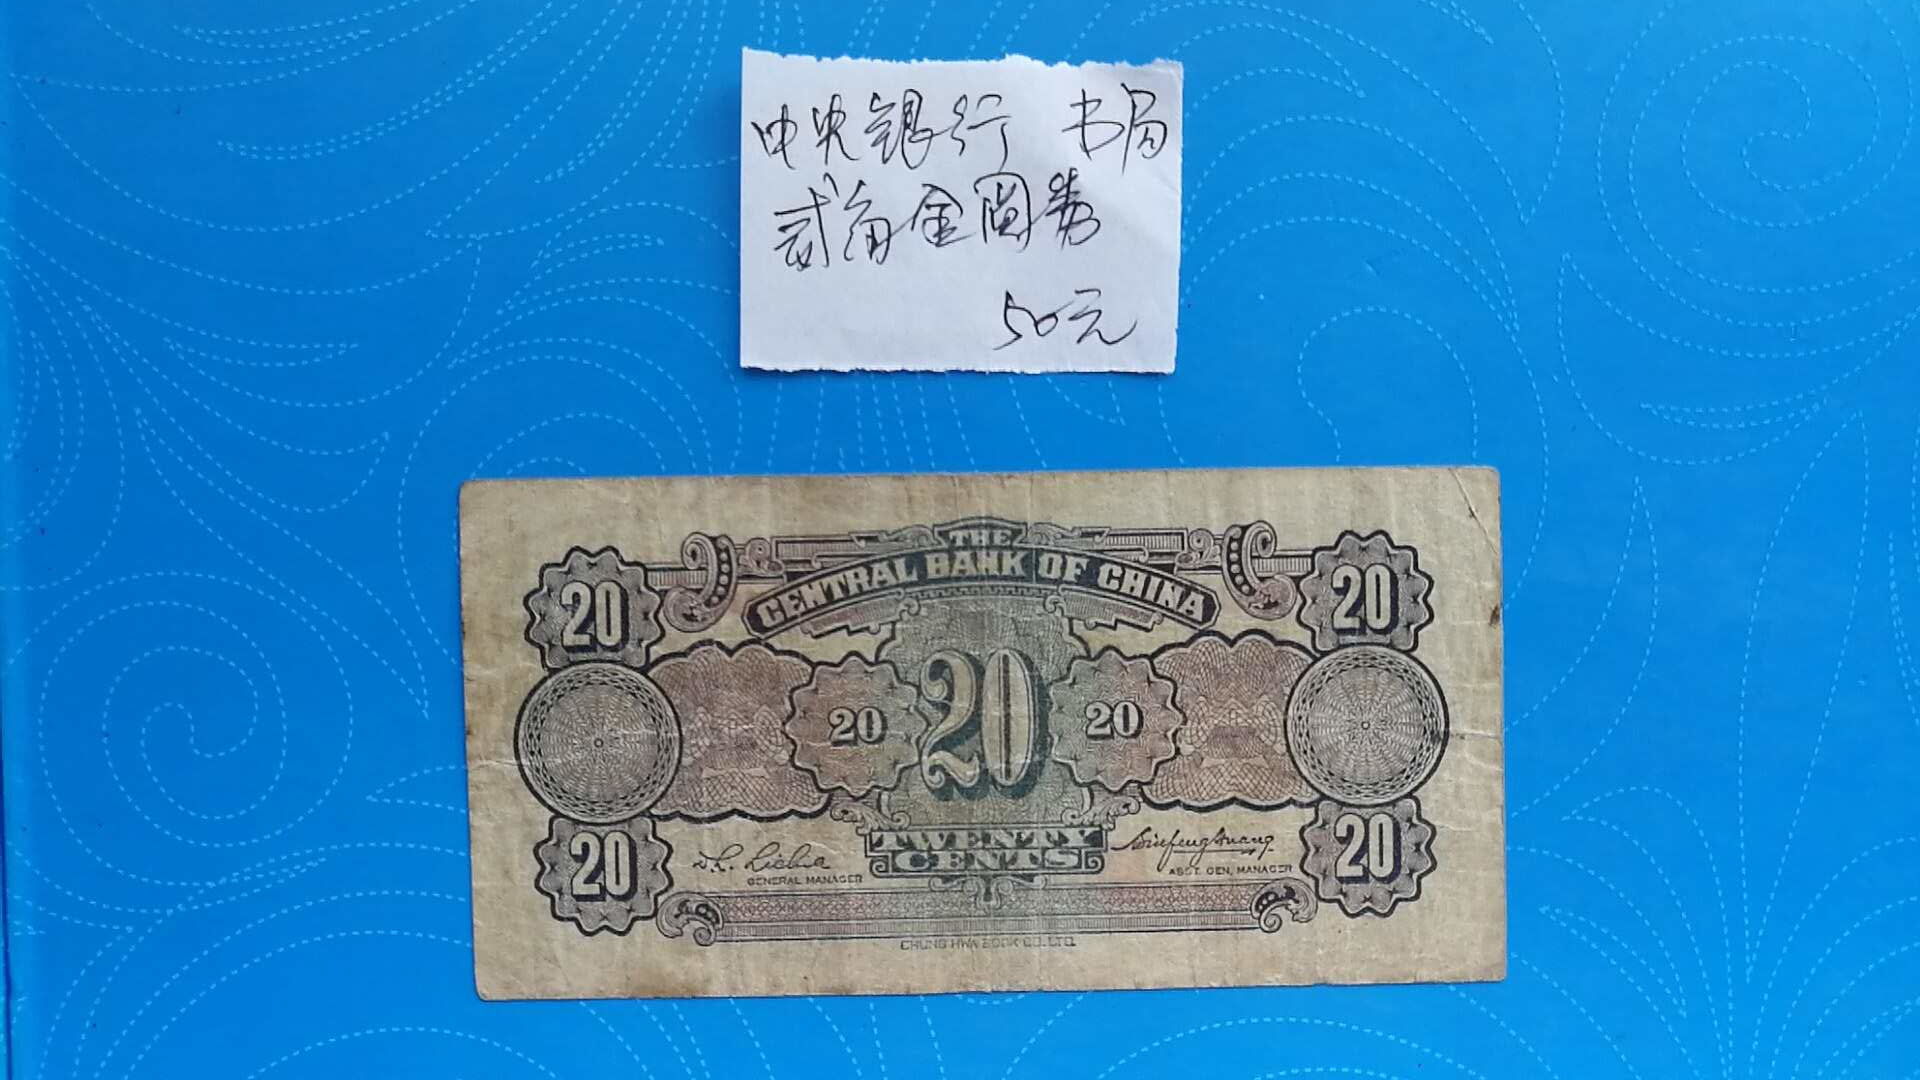 中央银行 书局
贰角金圆券
50元
THE
CENTRAL BANK OF CHINA
20
20
20
20
20
TWENTY
CENTS
GENERAL MANAGER
ASST. GEN. MANAGER
20
20
CHUNG HWA BOOK CO. LTD.